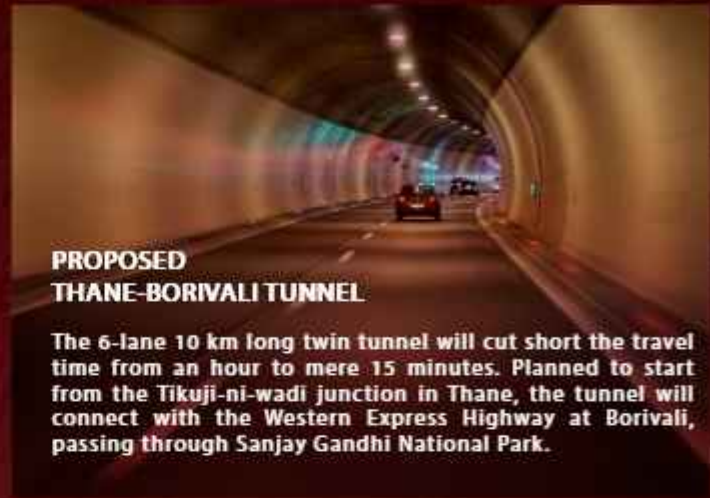 PROPOSED
THANE-BORIVALI TUNNEL
The 6-lane 10 km long twin tunnel will cut short the travel
time from an hour to mere 15 minutes. Planned to start
from the Tikuji-ni-wadi junction in Thane, the tunnel will
connect with the Western Express Highway at Borivali,
passing through Sanjay Gandhi National Park.